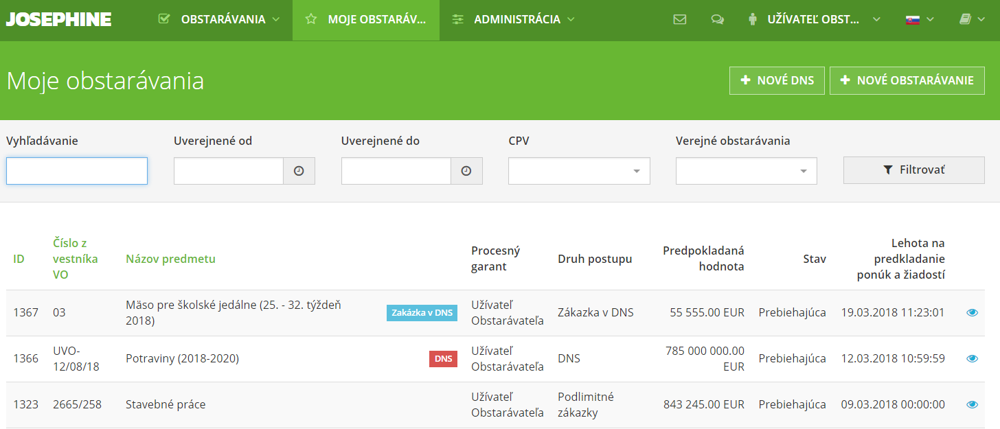 JOSEPHINE OBSTARÁVANIA MOJE OBSTARÁV... ADMINISTRÁCIA UŽÍVATEĽ OBST...
Moje obstarávania
NOVÉ DNS
NOVÉ OBSTARÁVANIE
Vyhľadávanie
Uverejnené od
Uverejnené do
CPV
Verejné obstarávania
Filtrovať
ID
Číslo z
vestníka
VO
Názov predmetu
Procesný
garant
Druh postupu
Predpokladaná
hodnota
Stav
Lehota na
predkladanie
ponúk a žiadostí
1367
03
Mäso pre školské jedálne (25. - 32. týždeň
2018)
Zakázka v DNS
Užívateľ
Obstarávateľa
Zákazka v DNS
55 555.00 EUR
Prebiehajúca
19.03.2018 11:23:01
1366
UVO-
12/08/18
Potraviny (2018-2020)
DNS
Užívateľ
Obstarávateľa
DNS
785 000 000.00
EUR
Prebiehajúca
12.03.2018 10:59:59
1323
2665/258
Stavebné práce
Užívateľ
Obstarávateľa
Podlimitné
zákazky
843 245.00 EUR
Prebiehajúca
09.03.2018 00:00:00